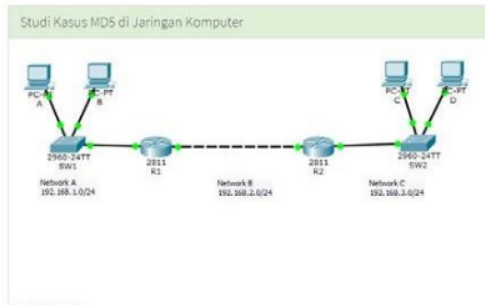 Studi Kasus MD5 di Jaringan Komputer
PC-PT
A
PC-PT
B
PC-PT
C
PC-PT
D
2960-24TT
SW1
2811
R1
2811
R2
2960-24TT
SW2
Network A
192.168.1.0/24
Network B
192.168.2.0/24
Network C
192.168.3.0/24